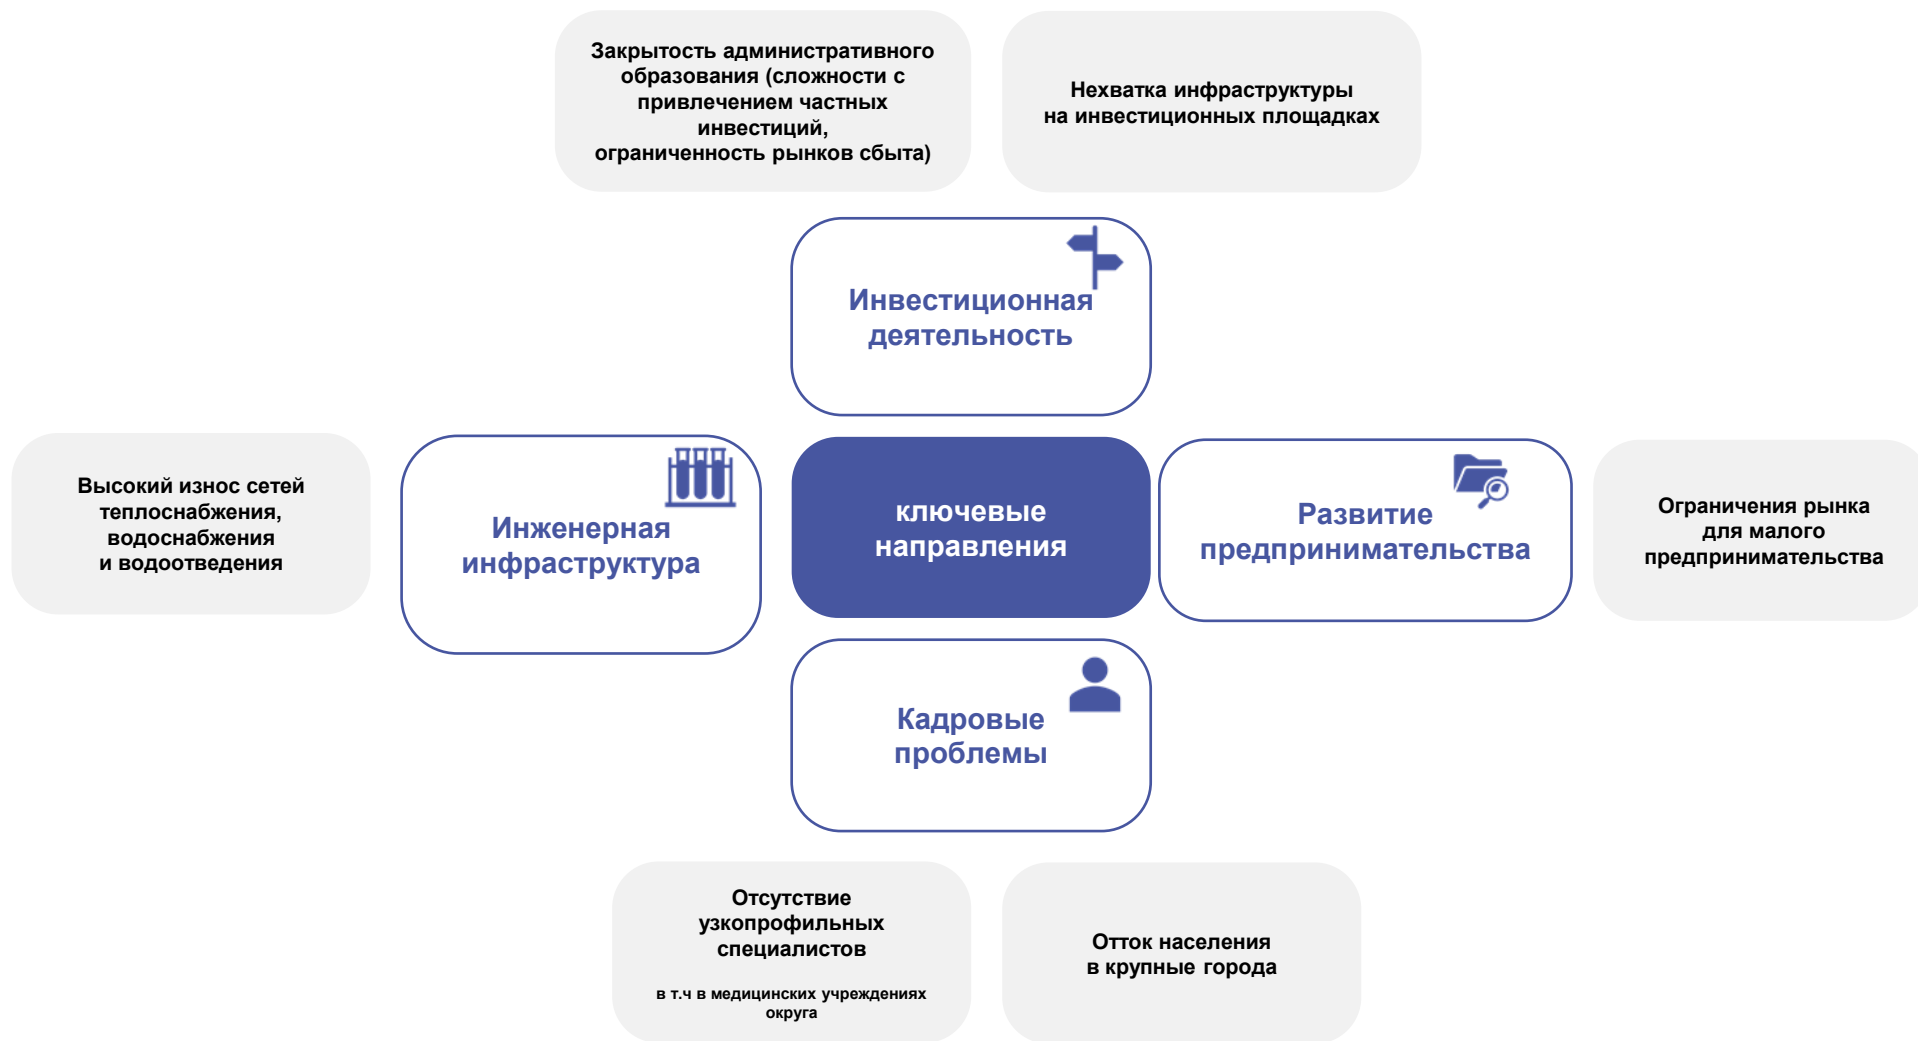 Закрытость административного
образования (сложности с
привлечением частных
инвестиций,
ограниченность рынков сбыта)
Нехватка инфраструктуры
на инвестиционных площадках
Инвестиционная
деятельность
Высокий износ сетей
теплоснабжения,
водоснабжения
и водоотведения
Инженерная
инфраструктура
ключевые
направления
Развитие
предпринимательства
Ограничения рынка
для малого
предпринимательства
Кадровые
проблемы
Отсутствие
узкопрофильных
специалистов
в т.ч в медицинских учреждениях
округа
Отток населения
в крупные города